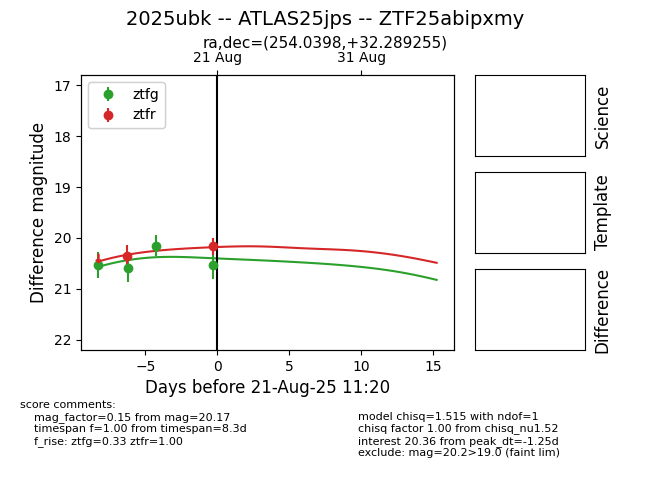 2025ubk -- ATLAS25jps -- ZTF25abipxmy
ra,dec=(254.0398,+32.289255)
21 Aug 31 Aug
ztfg
ztfr
17
18
19
20
21
22
Difference magnitude
−5 0 5 10 15
Days before 21-Aug-25 11:20
Science
Template
Difference
score comments:
mag_factor=0.15 from mag=20.17
timespan f=1.00 from timespan=8.3d
f_rise: ztfg=0.33 ztfr=1.00
model chisq=1.515 with ndof=1
chisq factor 1.00 from chisq_nu1.52
interest 20.36 from peak_dt=-1.25d
exclude: mag=20.2>19.0 (faint lim)